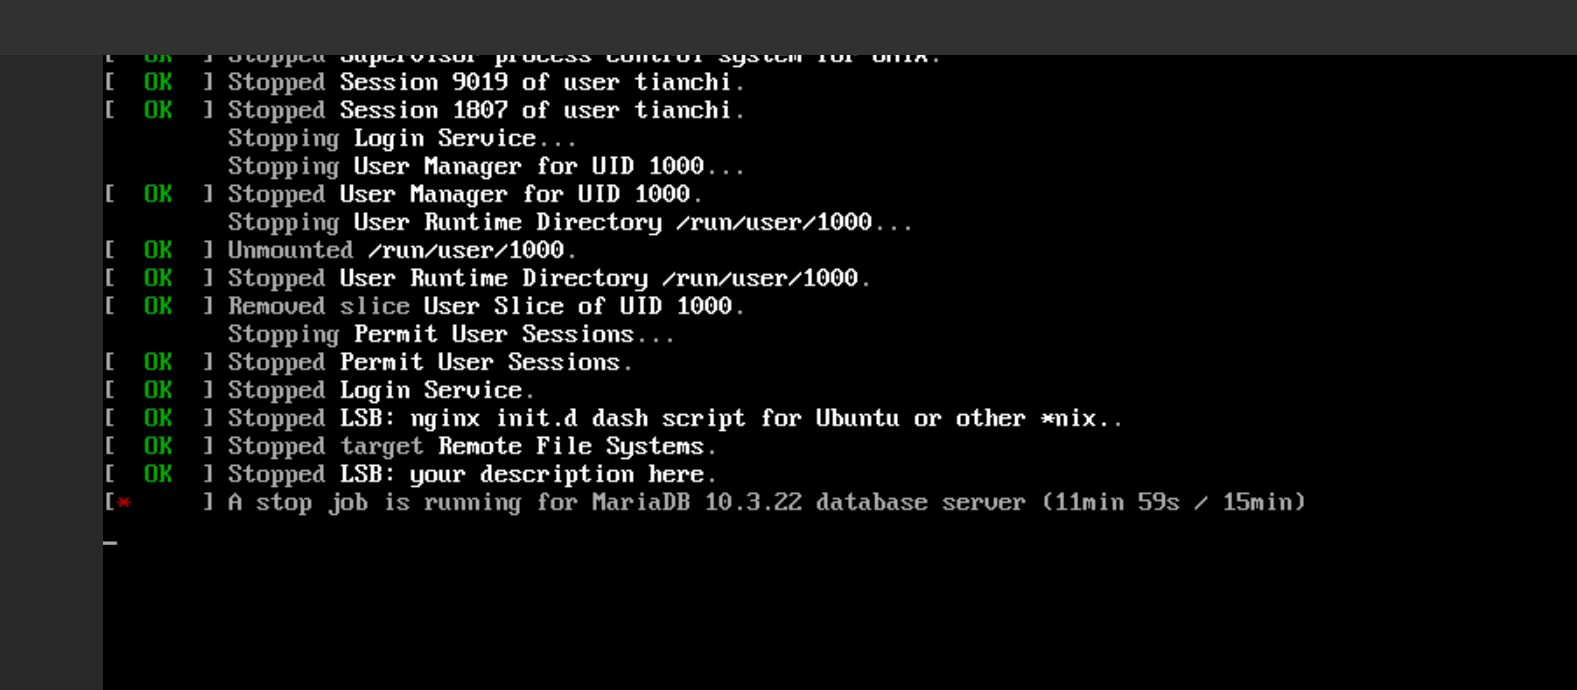 [  OK  ] Stopped Supervisor process control system for Unix.
[  OK  ] Stopped Session 9019 of user tianchi.
[  OK  ] Stopped Session 1807 of user tianchi.
Stopping Login Service...
Stopping User Manager for UID 1000...
[  OK  ] Stopped User Manager for UID 1000.
Stopping User Runtime Directory /run/user/1000...
[  OK  ] Unmounted /run/user/1000.
[  OK  ] Stopped User Runtime Directory /run/user/1000.
[  OK  ] Removed slice User Slice of UID 1000.
Stopping Permit User Sessions...
[  OK  ] Stopped Permit User Sessions.
[  OK  ] Stopped Login Service.
[  OK  ] Stopped LSB: nginx init.d dash script for Ubuntu or other *nix..
[  OK  ] Stopped target Remote File Systems.
[  OK  ] Stopped LSB: your description here.
[*     ] A stop job is running for MariaDB 10.3.22 database server (11min 59s / 15min)